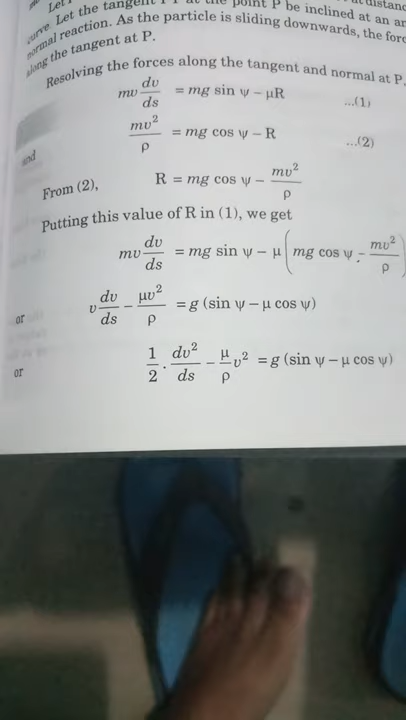 Let
curve. Let the tangent at the point P be inclined at an
normal reaction. As the particle is sliding downwards, the
along the tangent at P.
Resolving the forces along the tangent and normal at P.
mv dv/ds = mg sin ψ – μR ...(1)
and mv²/ρ = mg cos ψ – R ...(2)
From (2), R = mg cos ψ – mv²/ρ
Putting this value of R in (1), we get
mv dv/ds = mg sin ψ – μ(mg cos ψ – mv²/ρ)
or v dv/ds – μv²/ρ = g (sin ψ – μ cos ψ)
or 1/2 . dv²/ds – μ/ρ v² = g (sin ψ – μ cos ψ)